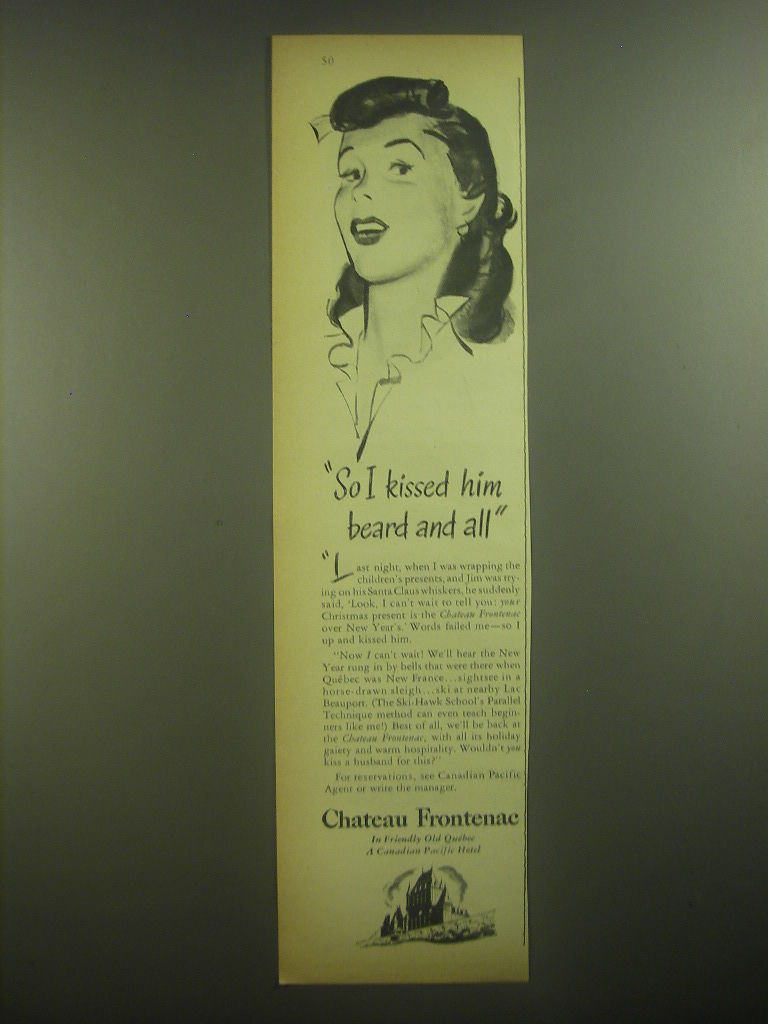 50
"So I kissed him
beard and all"
"Last night, when I was wrapping the
children's presents, and Jim was try-
ing on his Santa Claus whiskers, he suddenly
said, 'Look, I can't wait to tell you: your
Christmas present is the Chateau Frontenac
over New Year's.' Words failed me—so I
up and kissed him.
"Now I can't wait! We'll hear the New
Year rung in by bells that were there when
Québec was New France...sightsee in a
horse-drawn sleigh...ski at nearby Lac
Beauport. (The Ski-Hawk School's Parallel
Technique method can even teach begin-
ners like me!) Best of all, we'll be back at
the Chateau Frontenac, with all its holiday
gaiety and warm hospitality. Wouldn't you
kiss a husband for this?"
For reservations, see Canadian Pacific
Agent or write the manager.
Chateau Frontenac
In Friendly Old Québec
A Canadian Pacific Hotel